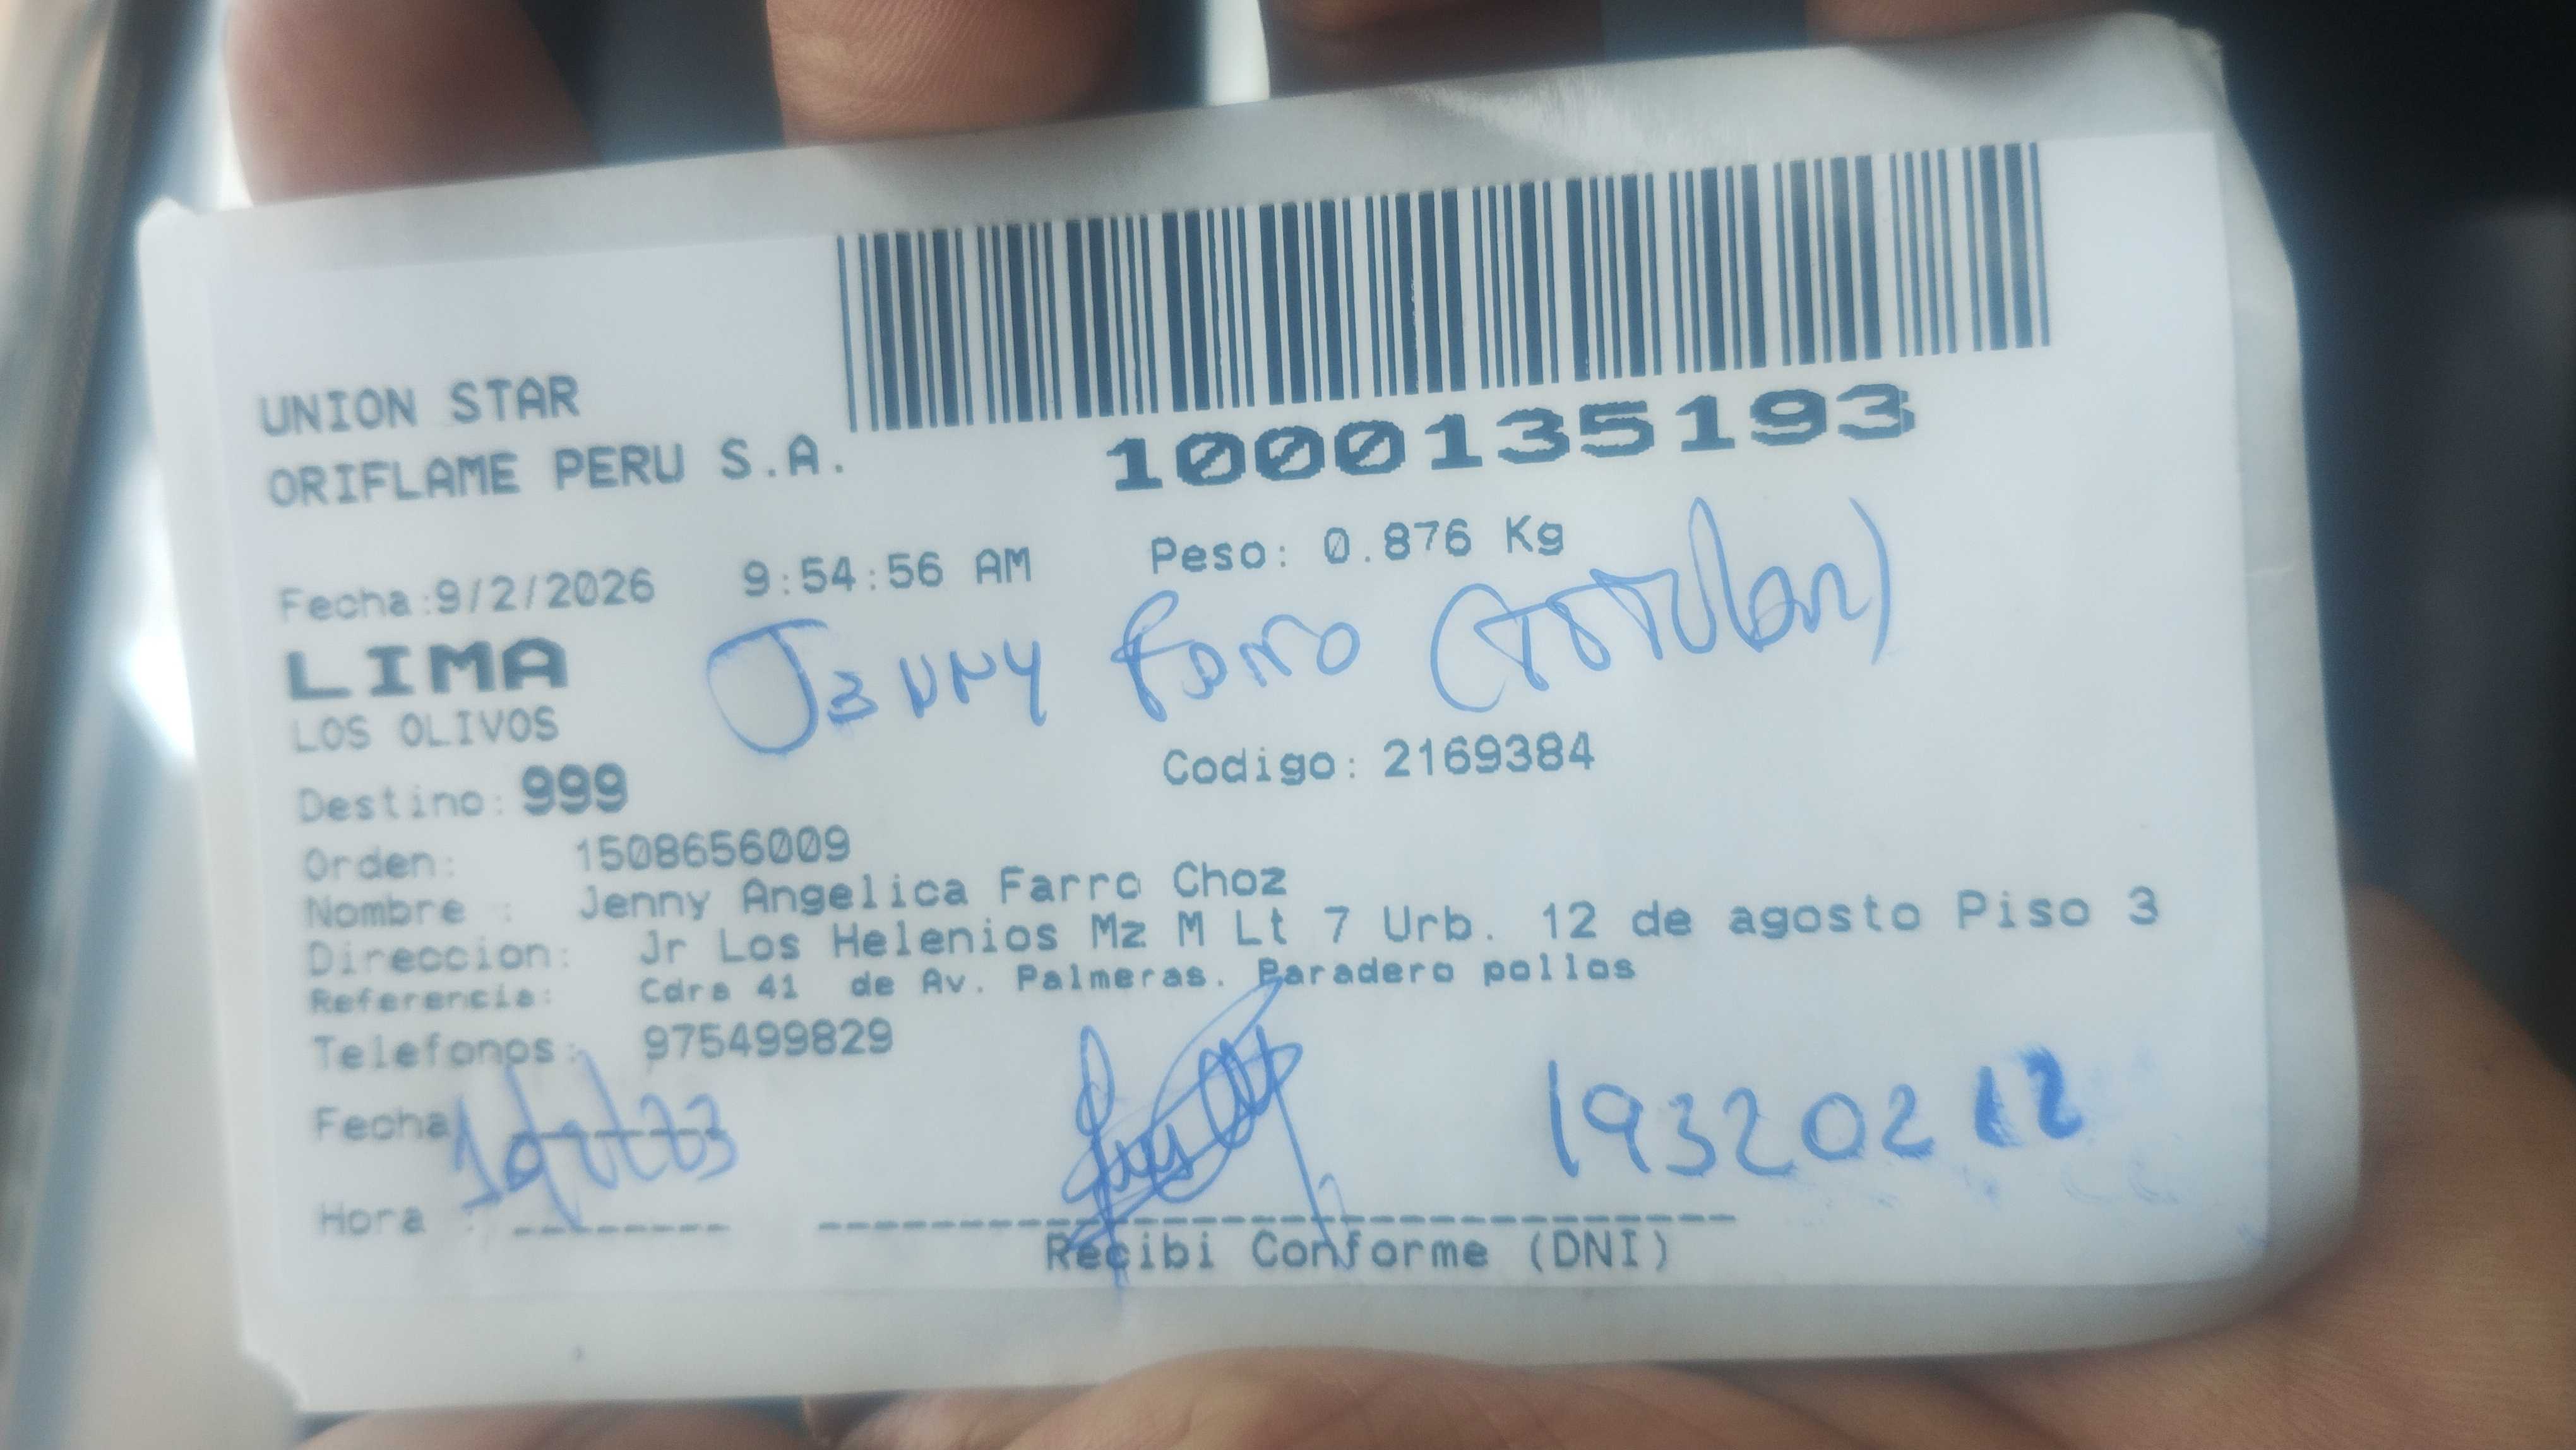 UNION STAR
ORIFLAME PERU S.A.
1000135193
Fecha:9/2/2026 9:54:56 AM Peso: 0.876 Kg
Jenny Farro (Titular)
LIMA
LOS OLIVOS
Codigo: 2169384
Destino: 999
Orden: 1508656009
Nombre : Jenny Angelica Farro Choz
Direccion: Jr Los Helenios Mz M Lt 7 Urb. 12 de agosto Piso 3
Referencia: Cdra 41 de Av. Palmeras. Paradero pollos
Telefonos: 975499829
Fecha
193202
Hora :
Recibi Conforme (DNI)